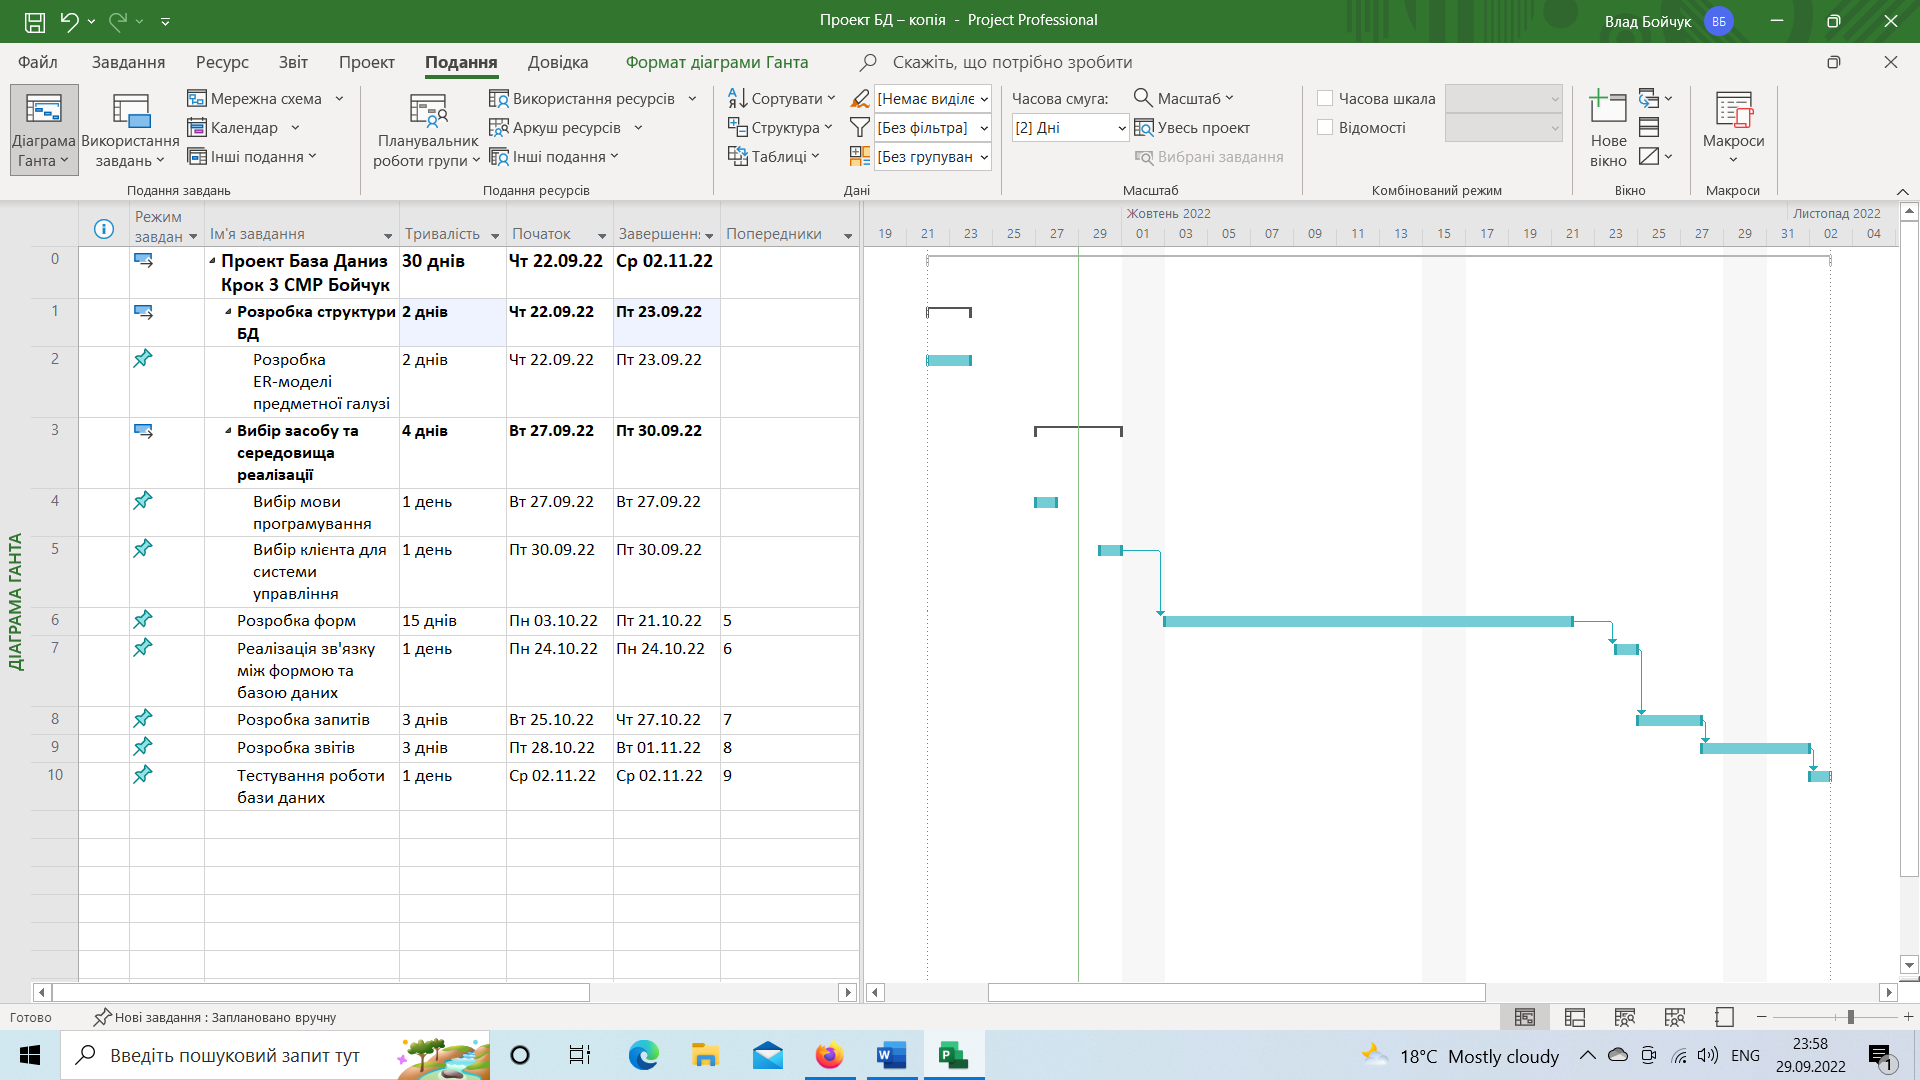 Проект БД – копія - Project Professional
Влад Бойчук
ВБ
Файл
Завдання
Ресурс
Звіт
Проект
Подання
Довідка
Формат діаграми Ганта
Скажіть, що потрібно зробити
Діаграма
Ганта
Використання
завдань
Мережна схема
Календар
Інші подання
Подання завдань
Планувальник
роботи групи
Використання ресурсів
Аркуш ресурсів
Інші подання
Подання ресурсів
Сортувати
Структура
Таблиці
[Немає виділе
[Без фільтра]
[Без групуван
Дані
Часова смуга:
[2] Дні
Масштаб
Увесь проект
Вибрані завдання
Масштаб
Часова шкала
Відомості
Комбінований режим
Нове
вікно
Вікно
Макроси
Макроси
Режим
завдан
Ім'я завдання
Тривалість
Початок
Завершення
Попередники
Жовтень 2022
Листопад 2022
19 21 23 25 27 29 01 03 05 07 09 11 13 15 17 19 21 23 25 27 29 31 02 04
0 Проект База Даниз 30 днів Чт 22.09.22 Ср 02.11.22
Крок 3 СМР Бойчук
1 Розробка структури 2 днів Чт 22.09.22 Пт 23.09.22
БД
2 Розробка 2 днів Чт 22.09.22 Пт 23.09.22
ER-моделі
предметної галузі
3 Вибір засобу та 4 днів Вт 27.09.22 Пт 30.09.22
середовища
реалізації
4 Вибір мови 1 день Вт 27.09.22 Вт 27.09.22
програмування
5 Вибір клієнта для 1 день Пт 30.09.22 Пт 30.09.22
системи
управління
6 Розробка форм 15 днів Пн 03.10.22 Пт 21.10.22 5
7 Реалізація зв'язку 1 день Пн 24.10.22 Пн 24.10.22 6
між формою та
базою даних
8 Розробка запитів 3 днів Вт 25.10.22 Чт 27.10.22 7
9 Розробка звітів 3 днів Пт 28.10.22 Вт 01.11.22 8
10 Тестування роботи 1 день Ср 02.11.22 Ср 02.11.22 9
бази даних
ДІАГРАМА ГАНТА
Готово
Нові завдання : Заплановано вручну
Введіть пошуковий запит тут
18°C Mostly cloudy
ENG
23:58
29.09.2022
1